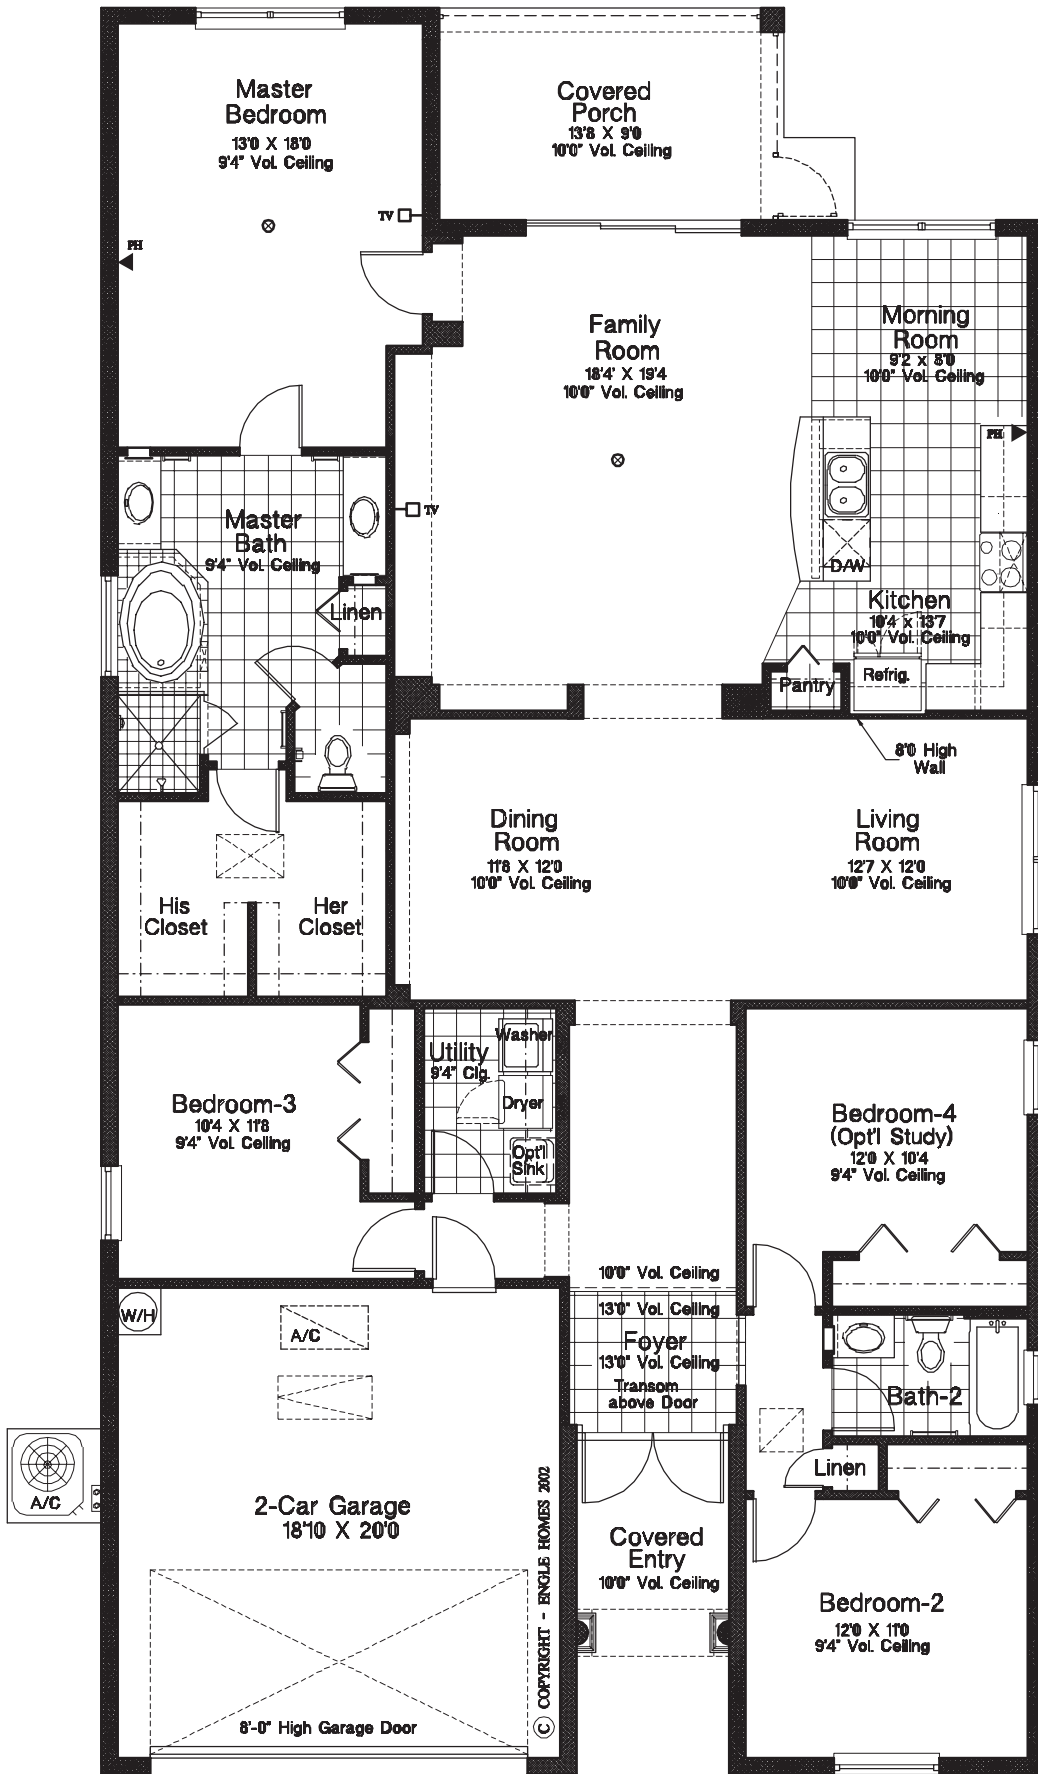 Master
Bedroom
13'0 X 18'0
9'4" Vol. Ceiling
Covered
Porch
13'8 X 9'0
10'0" Vol. Ceiling
TV
PH
Family
Room
18'4' X 19'4
10'0" Vol. Ceiling
Morning
Room
9'2 x 8'0
10'0" Vol. Ceiling
PH
TV
Master
Bath
9'4" Vol. Ceiling
Linen
D/W
Kitchen
10'4 x 13'7
10'0" Vol. Ceiling
Pantry
Refrig.
8'0 High
Wall
Dining
Room
11'8 X 12'0
10'0" Vol. Ceiling
Living
Room
12'7 X 12'0
10'0" Vol. Ceiling
His
Closet
Her
Closet
Utility
9'4" Clg.
Washer
Dryer
Opt'l
Sink
Bedroom-3
10'4 X 11'8
9'4" Vol. Ceiling
Bedroom-4
(Opt'l Study)
12'0 X 10'4
9'4" Vol. Ceiling
10'0" Vol. Ceiling
13'0" Vol. Ceiling
Foyer
13'0" Vol. Ceiling
Transom
above Door
W/H
A/C
Bath-2
Linen
A/C
2-Car Garage
18'10 X 20'0
Covered
Entry
10'0" Vol. Ceiling
Bedroom-2
12'0 X 11'0
9'4" Vol. Ceiling
8'-0" High Garage Door
© COPYRIGHT - ENGLE HOMES 2002